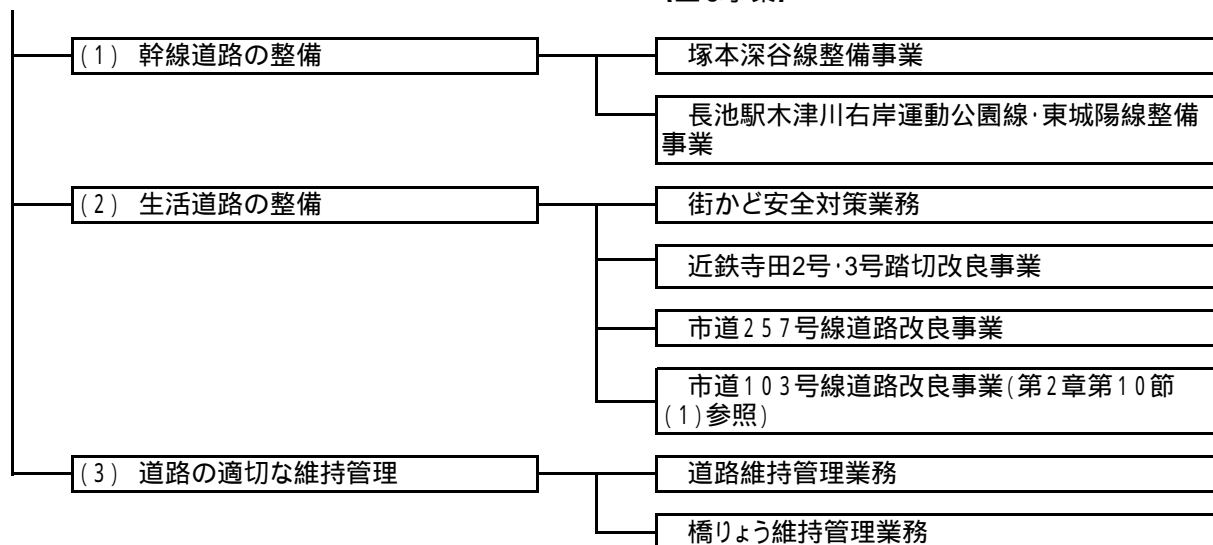 (1) 幹線道路の整備
塚本深谷線整備事業
長池駅木津川右岸運動公園線・東城陽線整備
事業
(2) 生活道路の整備
街かど安全対策業務
近鉄寺田2号・3号踏切改良事業
市道257号線道路改良事業
市道103号線道路改良事業(第2章第10節
(1)参照)
(3) 道路の適切な維持管理
道路維持管理業務
橋りょう維持管理業務